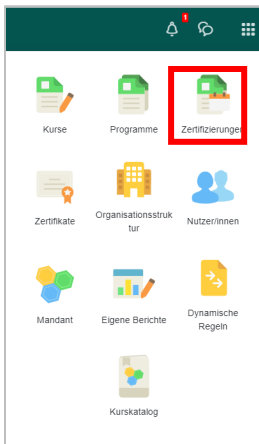 1
Kurse
Programme
Zertifizierungen
Zertifikate
Organisationsstruk
tur
Nutzer/innen
Mandant
Eigene Berichte
Dynamische
Regeln
Kurskatalog